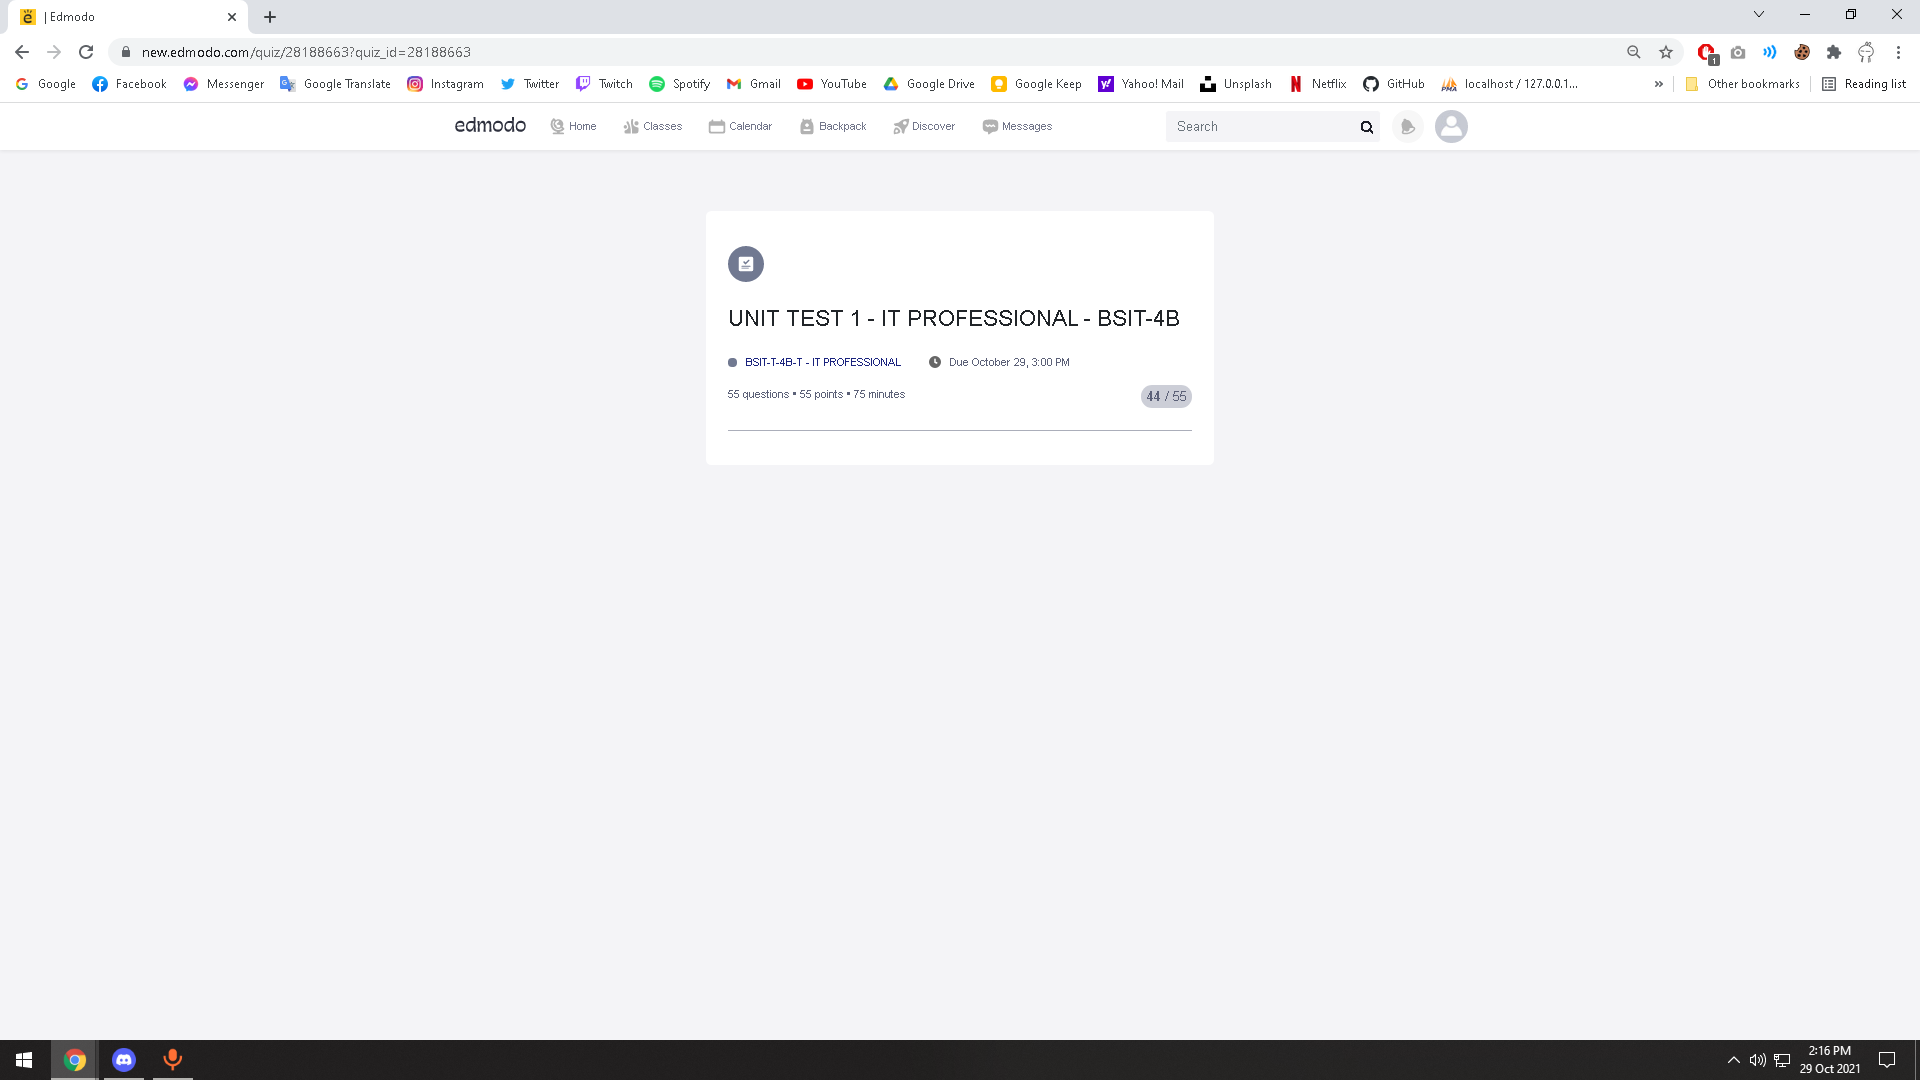 | Edmodo
new.edmodo.com/quiz/28188663?quiz_id=28188663
1
Google Facebook Messenger Google Translate Instagram Twitter Twitch Spotify Gmail YouTube Google Drive Google Keep Yahoo! Mail Unsplash Netflix GitHub localhost / 127.0.0.1... » Other bookmarks Reading list
edmodo Home Classes Calendar Backpack Discover Messages Search
UNIT TEST 1 - IT PROFESSIONAL - BSIT-4B
BSIT-T-4B-T - IT PROFESSIONAL Due October 29, 3:00 PM
55 questions • 55 points • 75 minutes 44 / 55
2:16 PM
29 Oct 2021